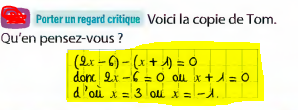 Porter un regard critique Voici la copie de Tom.
Qu'en pensez-vous ?
(2x - 6) - (x + 1) = 0
donc 2x - 6 = 0 ou x + 1 = 0
d'où x = 3 ou x = -1.